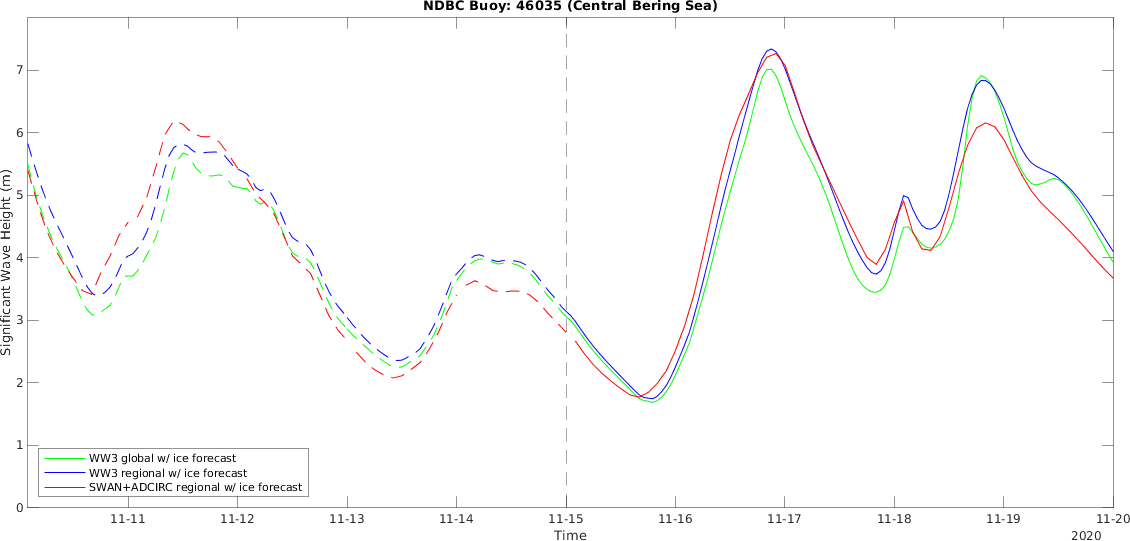 NDBC Buoy: 46035 (Central Bering Sea)
Significant Wave Height (m)
7
6
5
4
3
2
1
0
WW3 global w/ ice forecast
WW3 regional w/ ice forecast
SWAN+ADCIRC regional w/ ice forecast
11-11 11-12 11-13 11-14 11-15 11-16 11-17 11-18 11-19 11-20
Time
2020